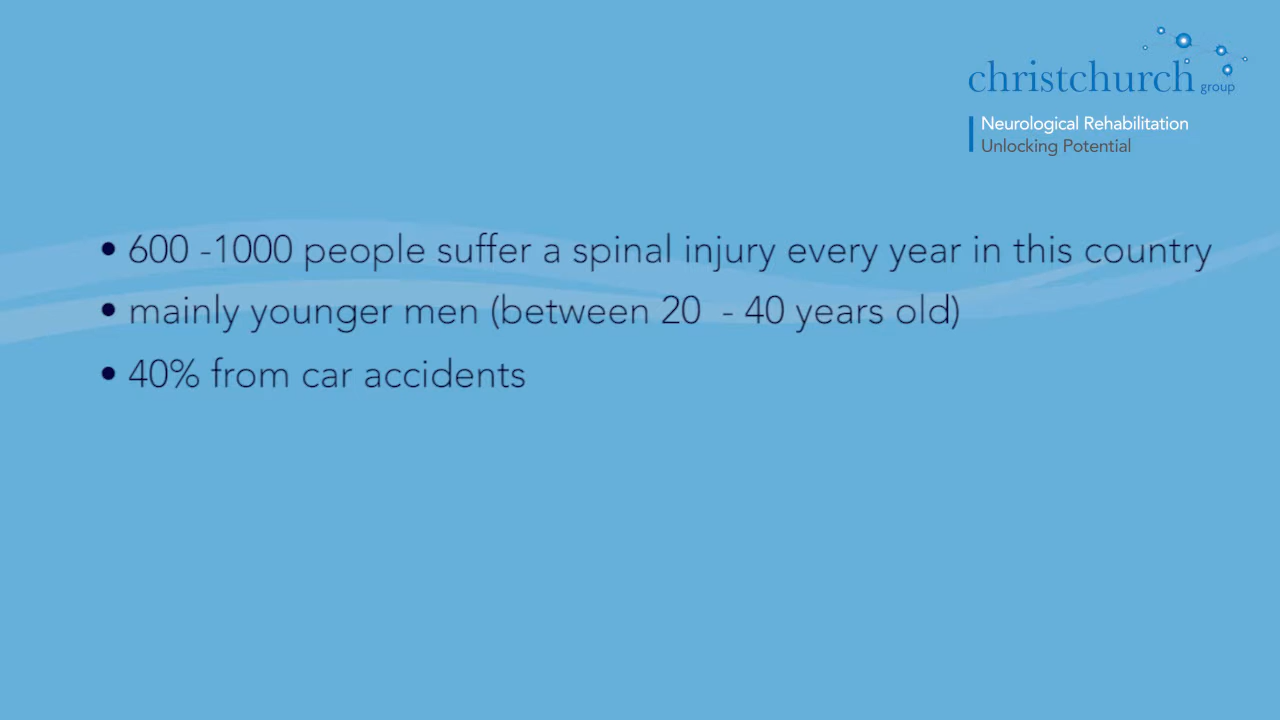 christchurch group
Neurological Rehabilitation
Unlocking Potential
• 600 -1000 people suffer a spinal injury every year in this country
• mainly younger men (between 20 - 40 years old)
• 40% from car accidents